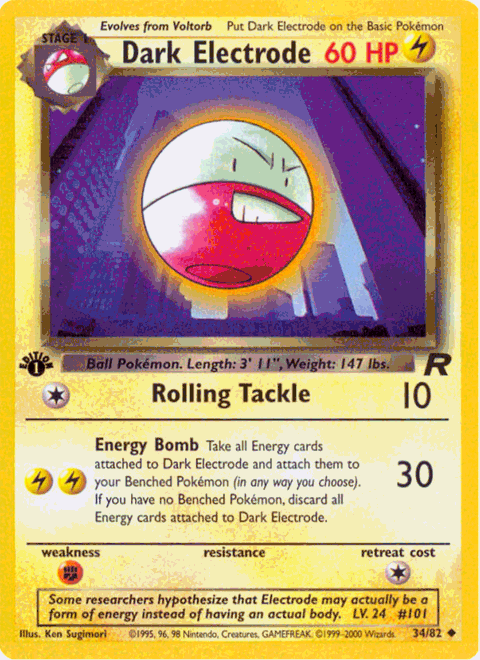 Evolves from Voltorb Put Dark Electrode on the Basic Pokémon
STAGE 1
Dark Electrode 60 HP
EDITION
1
Ball Pokémon. Length: 3' 11", Weight: 147 lbs.
R
Rolling Tackle 10
Energy Bomb Take all Energy cards
attached to Dark Electrode and attach them to
your Benched Pokémon (in any way you choose).
If you have no Benched Pokémon, discard all
Energy cards attached to Dark Electrode.
30
weakness resistance retreat cost
Some researchers hypothesize that Electrode may actually be a
form of energy instead of having an actual body. LV. 24 #101
Illus. Ken Sugimori ©1995, 96, 98 Nintendo, Creatures, GAMEFREAK. ©1999-2000 Wizards. 34/82